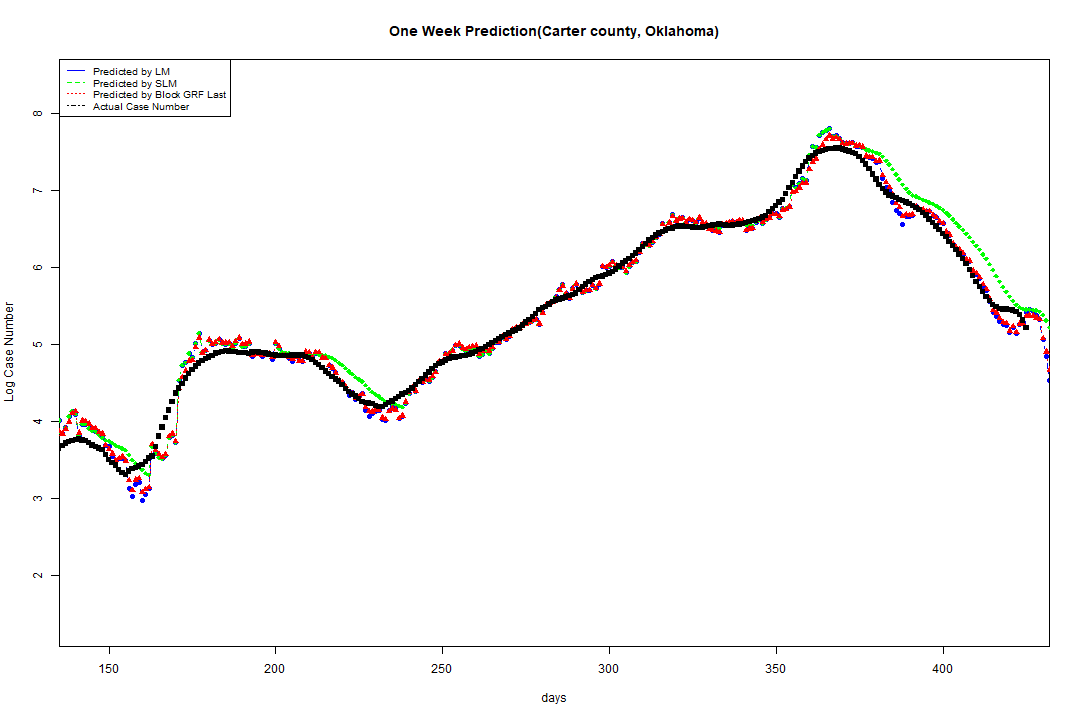 One Week Prediction(Carter county, Oklahoma)
Predicted by LM
Predicted by SLM
Predicted by Block GRF Last
Actual Case Number
8
7
6
5
4
3
2
Log Case Number
150 200 250 300 350 400
days